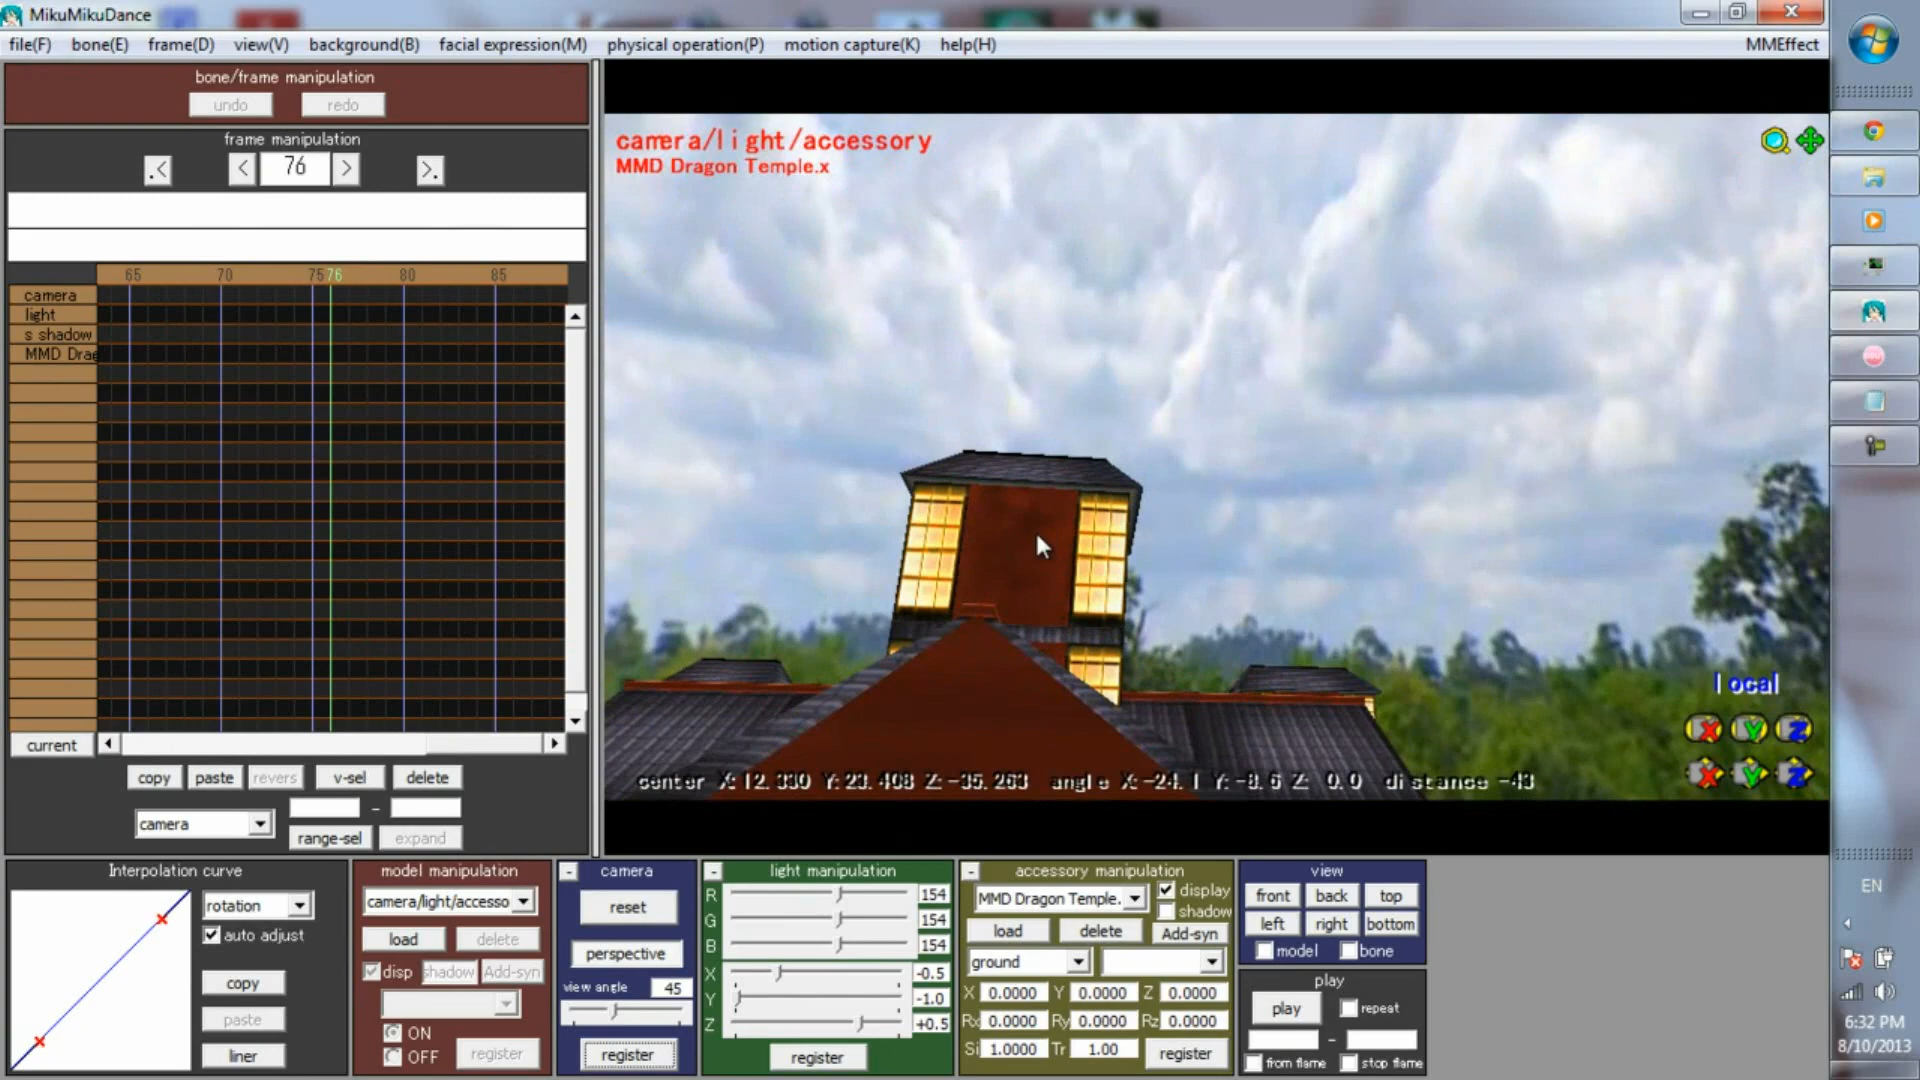 MikuMikuDance
file(F) bone(E) frame(D) view(V) background(B) facial expression(M) physical operation(P) motion capture(K) help(H) MMEffect
bone/frame manipulation
undo redo
frame manipulation
.< < 76 > >.
65 70 75 76 80 85
camera
light
s shadow
MMD Drag
current
copy paste revers v-sel delete
camera -
range-sel expand
camera/light/accessory
MMD Dragon Temple.x
local
X Y Z
X Y Z
center X:12.330 Y:23.408 Z:-35.263 angle X:-24.1 Y:-8.6 Z: 0.0 distance -43
Interpolation curve
rotation
auto adjust
copy
paste
liner
model manipulation
camera/light/accesso
load delete
disp shadow Add-syn
ON
OFF register
- camera
reset
perspective
view angle 45
register
- light manipulation
R 154
G 154
B 154
X -0.5
Y -1.0
Z +0.5
register
- accessory manipulation
MMD Dragon Temple. display
shadow
load delete Add-syn
ground
X 0.0000 Y 0.0000 Z 0.0000
Rx 0.0000 Ry 0.0000 Rz 0.0000
Si 1.0000 Tr 1.00 register
view
front back top
left right bottom
model bone
play
play repeat
-
from flame stop flame
EN
6:32 PM
8/10/2013